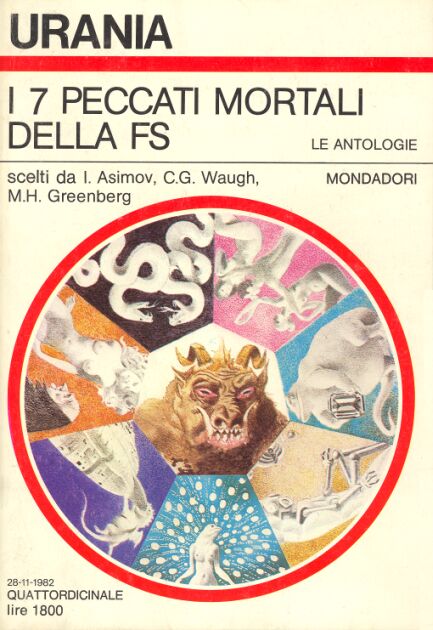 URANIA
I 7 PECCATI MORTALI
DELLA FS
LE ANTOLOGIE
scelti da I. Asimov, C.G. Waugh,
M.H. Greenberg
MONDADORI
28-11-1982
QUATTORDICINALE
lire 1800